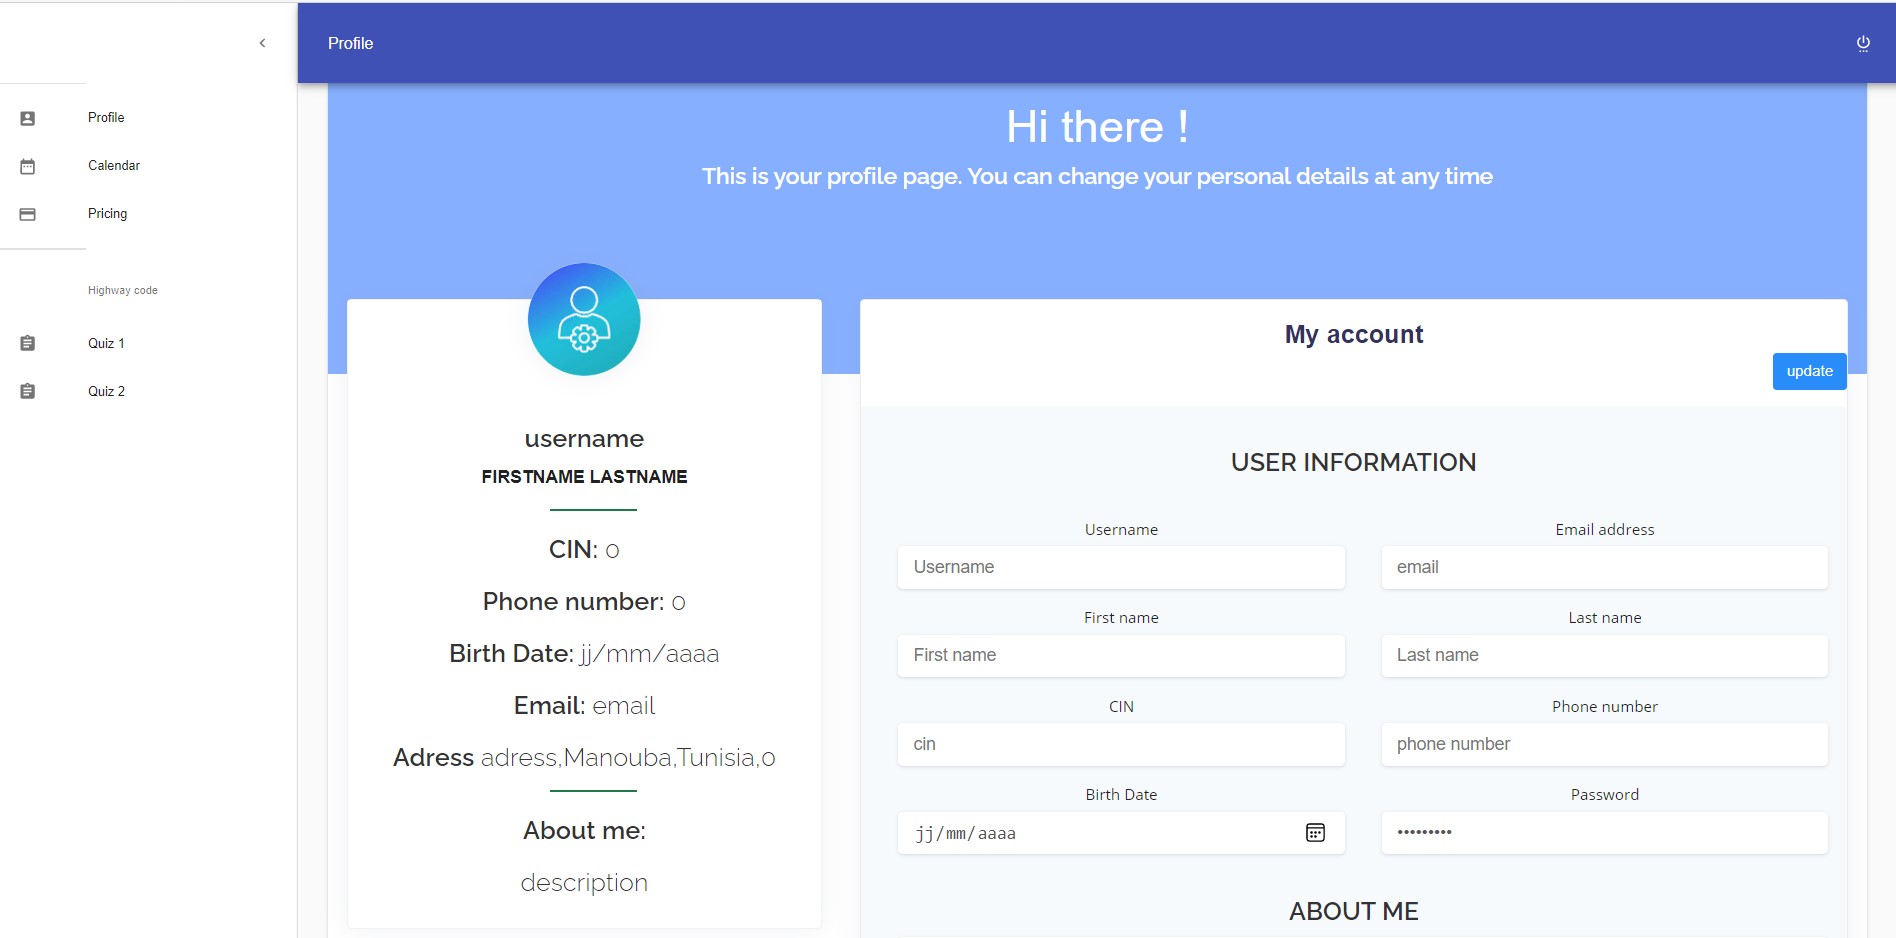 Profile
Profile
Calendar
Pricing
Highway code
Quiz 1
Quiz 2
Hi there !
This is your profile page. You can change your personal details at any time
username
FIRSTNAME LASTNAME
CIN: 0
Phone number: 0
Birth Date: jj/mm/aaaa
Email: email
Adress adress,Manouba,Tunisia,0
About me:
description
My account
update
USER INFORMATION
Username
Email address
Username
email
First name
Last name
First name
Last name
CIN
Phone number
cin
phone number
Birth Date
Password
jj/mm/aaaa
•••••••••
ABOUT ME